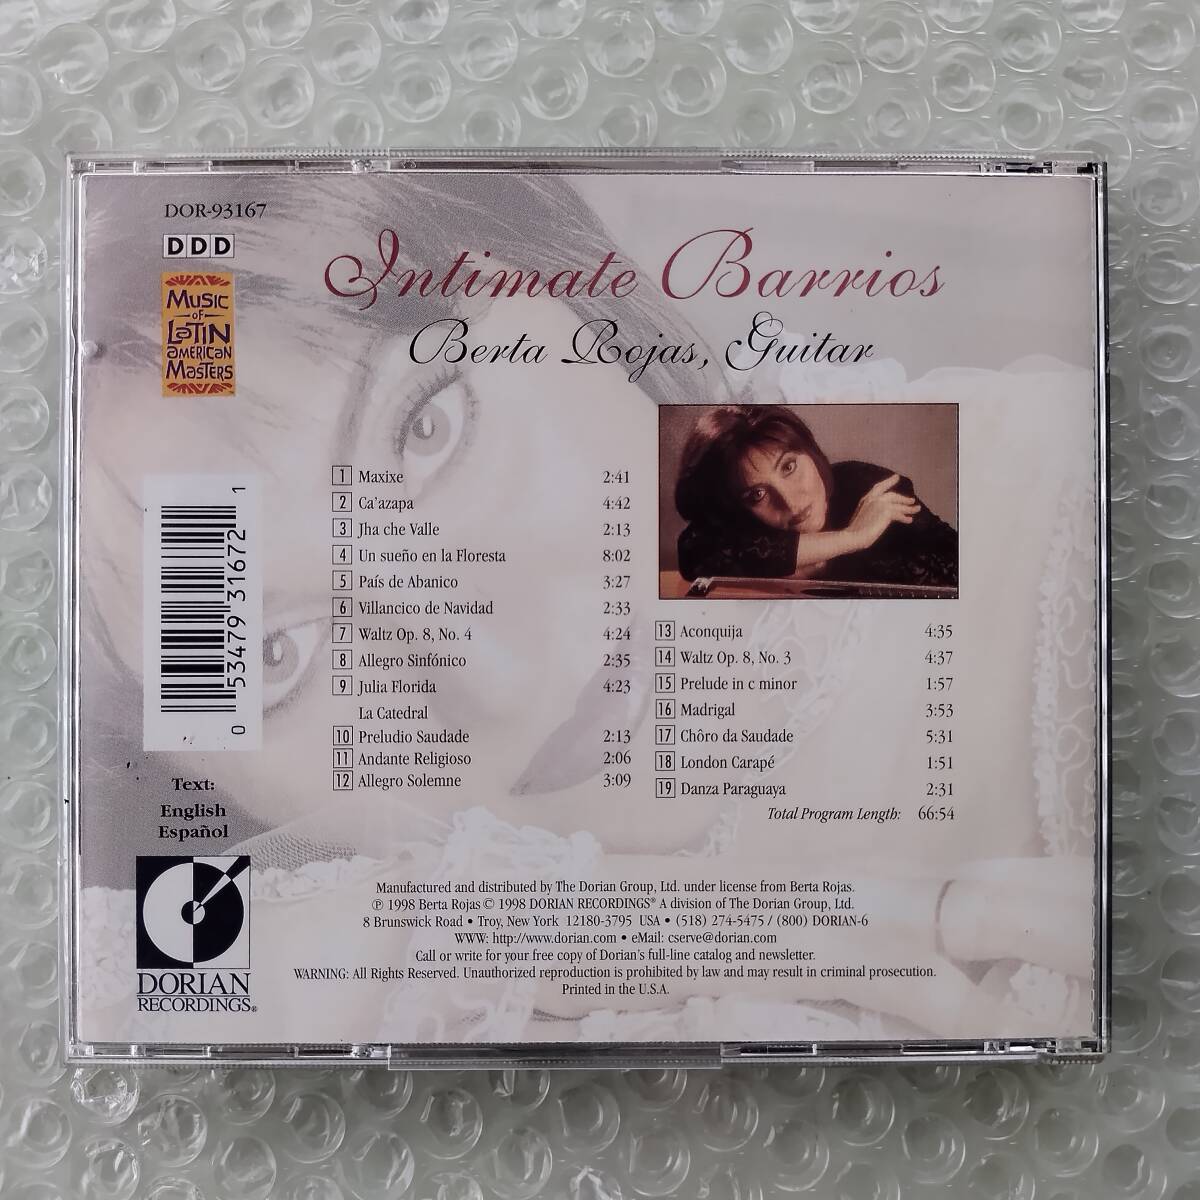 DOR-93167
DDD
MUSIC
OF
LATIN
AMERICAN
MASTERS
Intimate Barrios
Berta Rojas, Guitar
1 Maxixe 2:41
2 Ca'azapa 4:42
3 Jha che Valle 2:13
4 Un sueño en la Floresta 8:02
5 País de Abanico 3:27
6 Villancico de Navidad 2:33
7 Waltz Op. 8, No. 4 4:24
8 Allegro Sinfónico 2:35
9 Julia Florida 4:23
La Catedral
10 Preludio Saudade 2:13
11 Andante Religioso 2:06
12 Allegro Solemne 3:09
13 Aconquija 4:35
14 Waltz Op. 8, No. 3 4:37
15 Prelude in c minor 1:57
16 Madrigal 3:53
17 Chôro da Saudade 5:31
18 London Carapé 1:51
19 Danza Paraguaya 2:31
Total Program Length: 66:54
0 53479 31672 1
Text:
English
Español
DORIAN
RECORDINGS®
Manufactured and distributed by The Dorian Group, Ltd. under license from Berta Rojas.
℗ 1998 Berta Rojas © 1998 DORIAN RECORDINGS® A division of The Dorian Group, Ltd.
8 Brunswick Road • Troy, New York 12180-3795 USA • (518) 274-5475 / (800) DORIAN-6
WWW: http://www.dorian.com • eMail: cserve@dorian.com
Call or write for your free copy of Dorian's full-line catalog and newsletter.
WARNING: All Rights Reserved. Unauthorized reproduction is prohibited by law and may result in criminal prosecution.
Printed in the U.S.A.